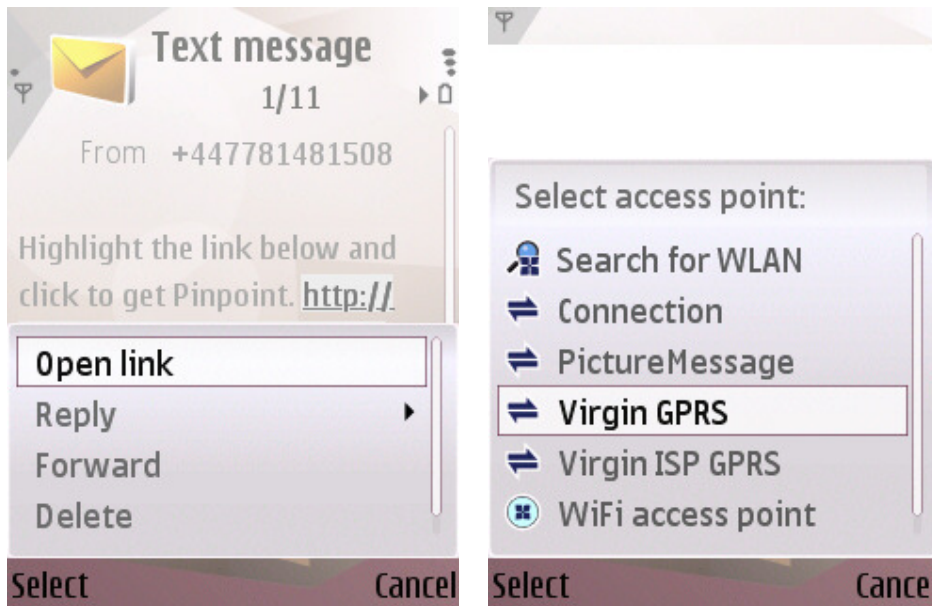 Text message
1/11
From +447781481508
Highlight the link below and
click to get Pinpoint. http://
Open link
Reply
Forward
Delete
Select Cancel
Select access point:
Search for WLAN
Connection
PictureMessage
Virgin GPRS
Virgin ISP GPRS
WiFi access point
Select Cance